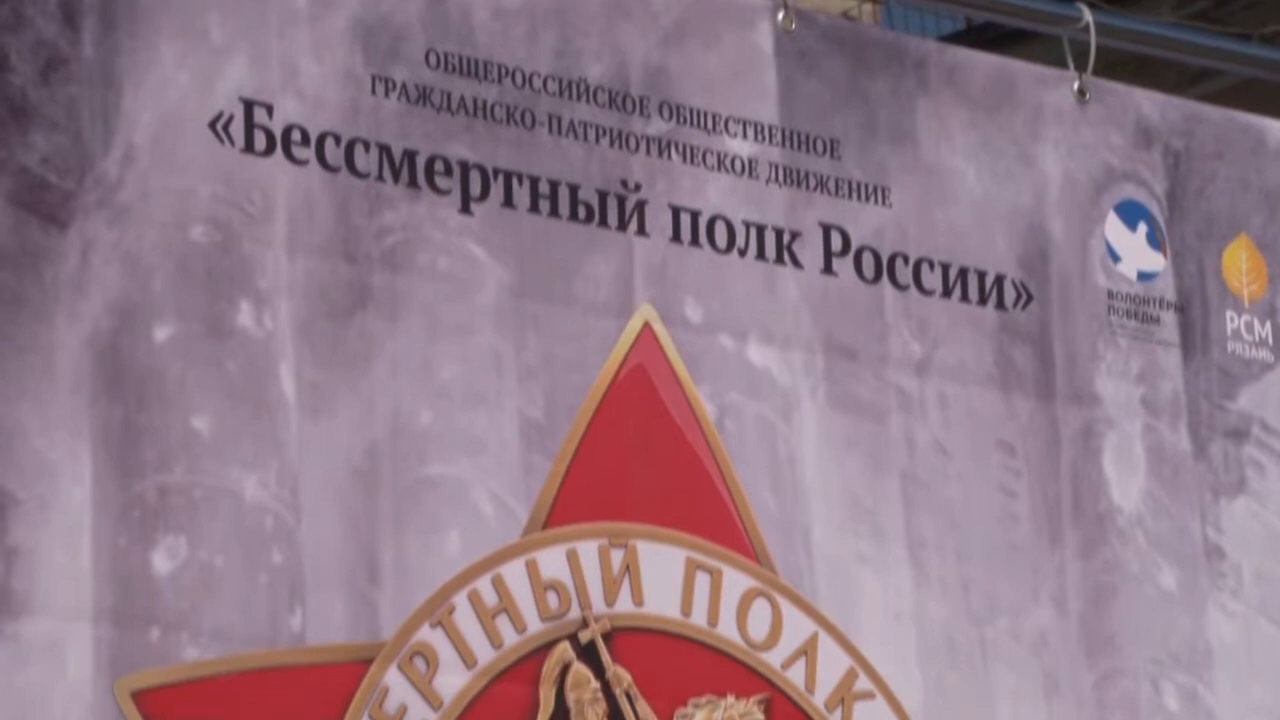 ОБЩЕРОССИЙСКОЕ ОБЩЕСТВЕННОЕ
ГРАЖДАНСКО-ПАТРИОТИЧЕСКОЕ ДВИЖЕНИЕ
«Бессмертный полк России»
ВОЛОНТЁРЫ
ПОБЕДЫ
РСМ
РЯЗАНЬ
ЕРТНЫЙ ПОЛК